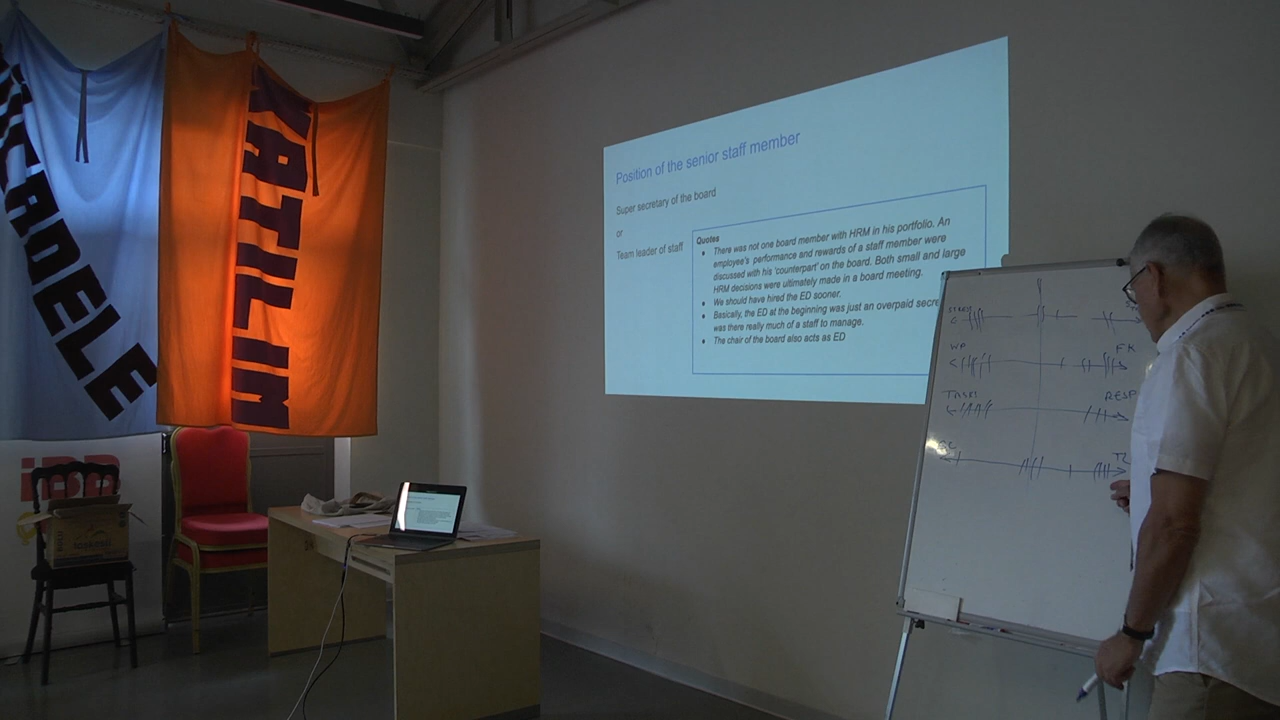 MÜCADELE
KATILIM
Position of the senior staff member
Super secretary of the board
or
Team leader of staff
Quotes
There was not one board member with HRM in his portfolio. An
employee's performance and rewards of a staff member were
discussed with his 'counterpart' on the board. Both small and large
HRM decisions were ultimately made in a board meeting.
We should have hired the ED sooner.
Basically, the ED at the beginning was just an overpaid
was there really much of a staff to manage.
The chair of the board also acts as ED
WP FK
TASKS RESP
TL